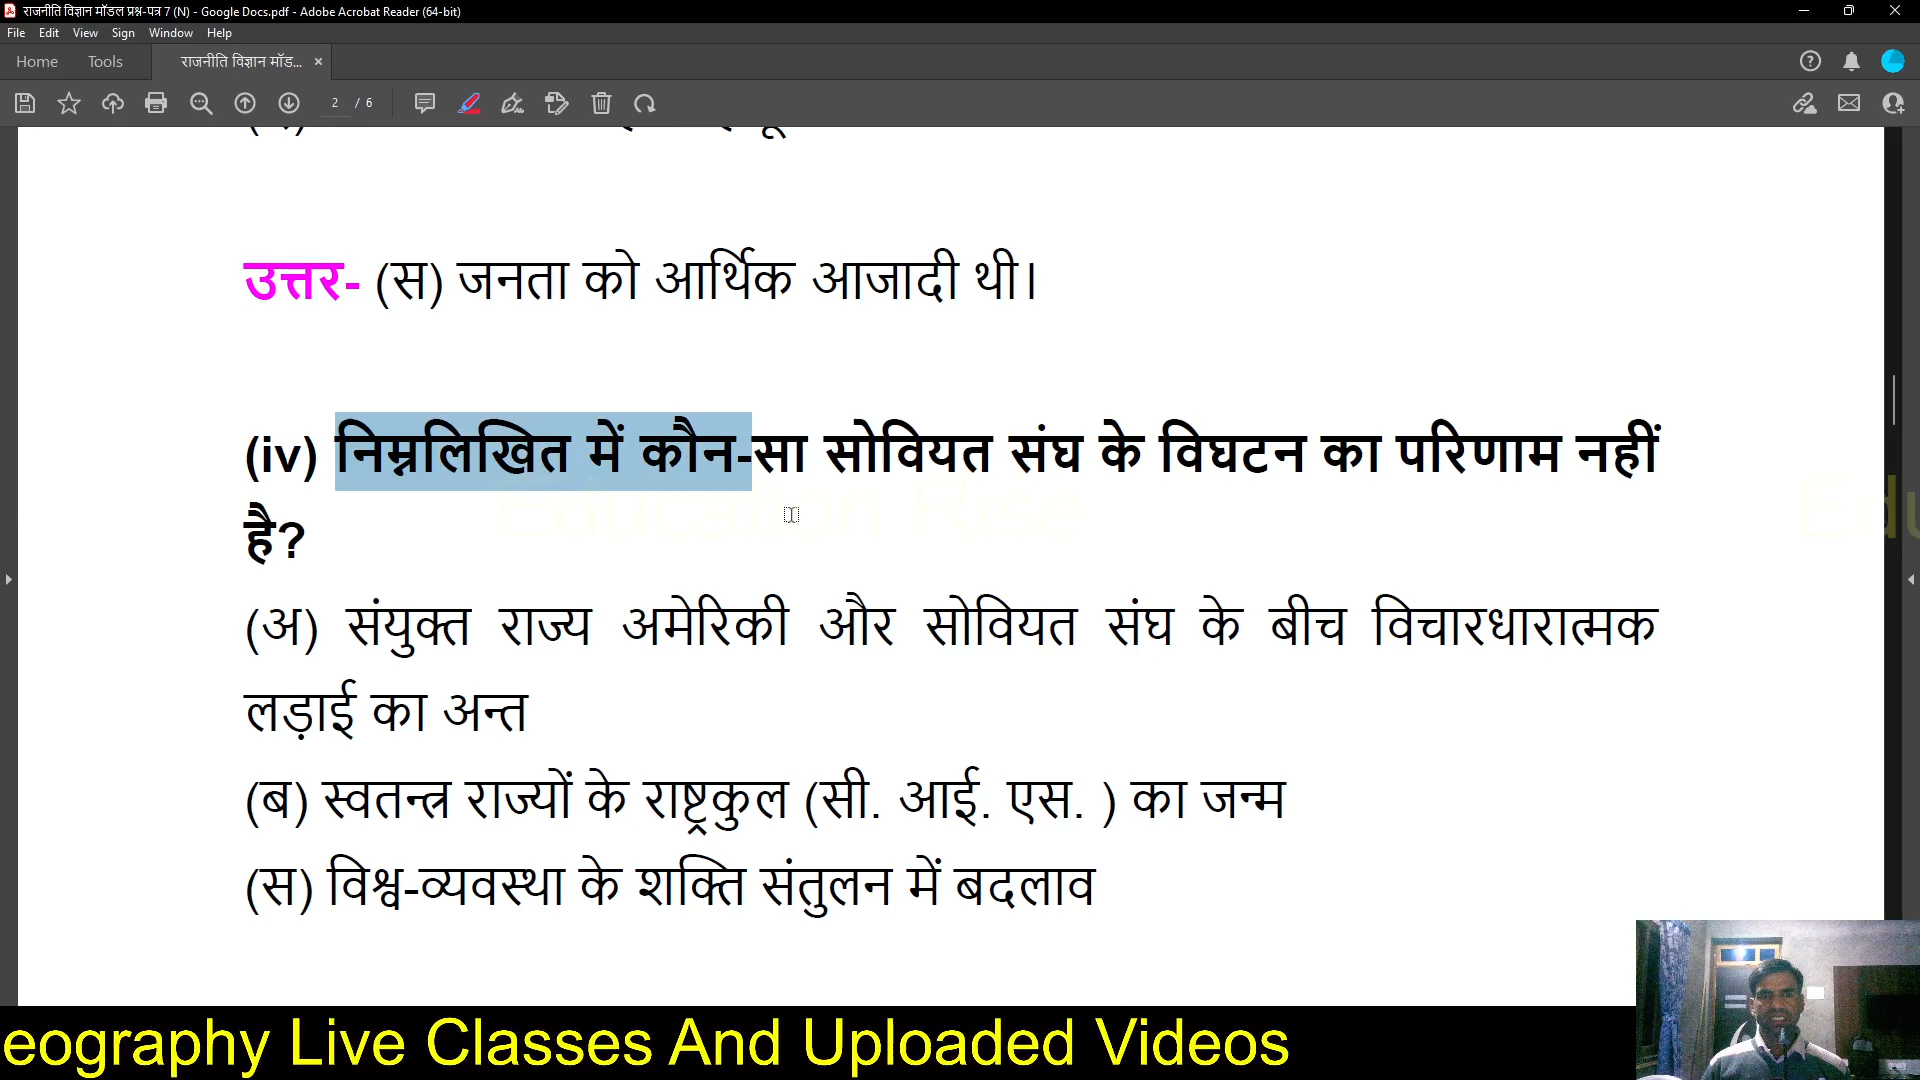 राजनीति विज्ञान मॉडल प्रश्न-पत्र 7 (N) - Google Docs.pdf - Adobe Acrobat Reader (64-bit)
File Edit View Sign Window Help
Home Tools राजनीति विज्ञान मॉड... ×
2 / 6
उत्तर- (स) जनता को आर्थिक आजादी थी।
(iv) निम्नलिखित में कौन-सा सोवियत संघ के विघटन का परिणाम नहीं
है?
Education Rise Edu
(अ) संयुक्त राज्य अमेरिकी और सोवियत संघ के बीच विचारधारात्मक
लड़ाई का अन्त
(ब) स्वतन्त्र राज्यों के राष्ट्रकुल (सी. आई. एस. ) का जन्म
(स) विश्व-व्यवस्था के शक्ति संतुलन में बदलाव
eography Live Classes And Uploaded Videos